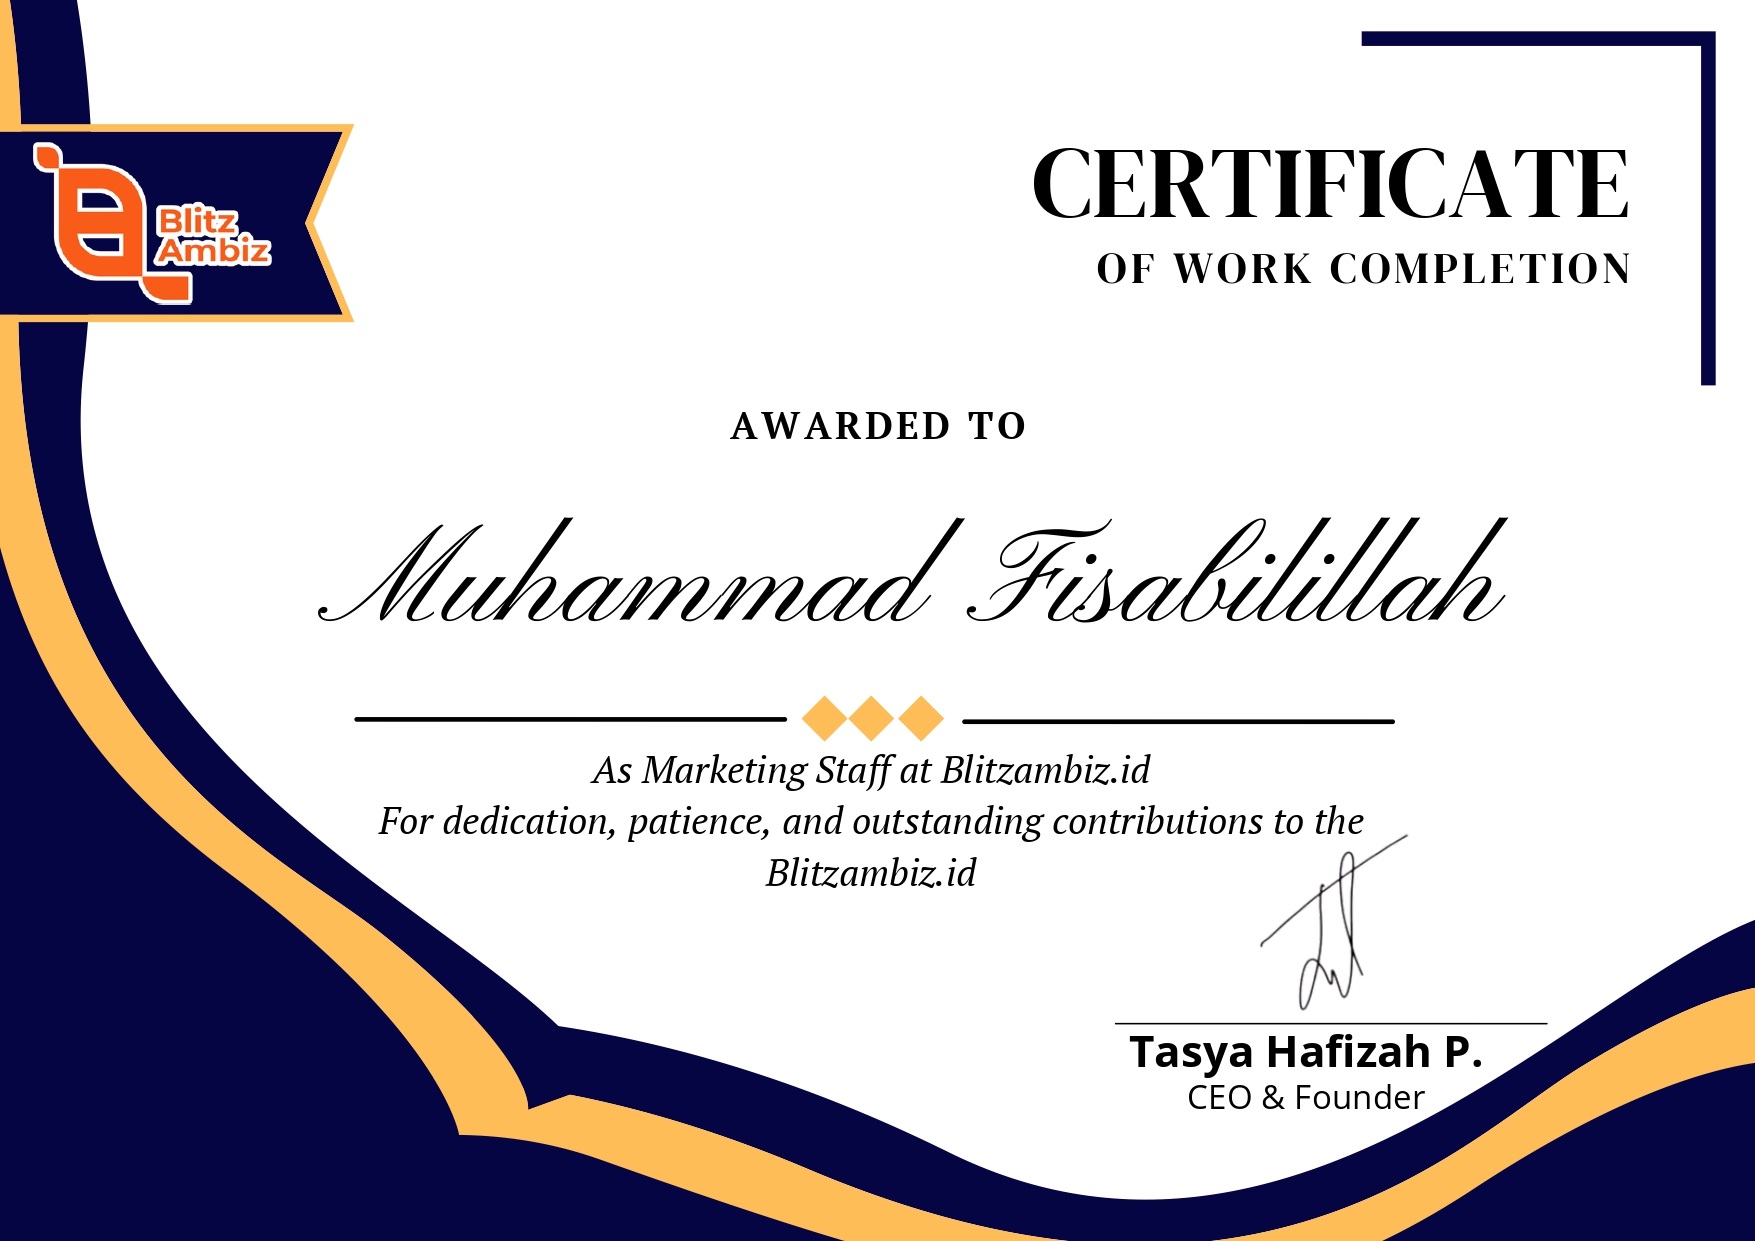 Blitz
Ambiz
CERTIFICATE
OF WORK COMPLETION
AWARDED TO
Muhammad Fisabilillah
As Marketing Staff at Blitzambiz.id
For dedication, patience, and outstanding contributions to the
Blitzambiz.id
Tasya Hafizah P.
CEO & Founder